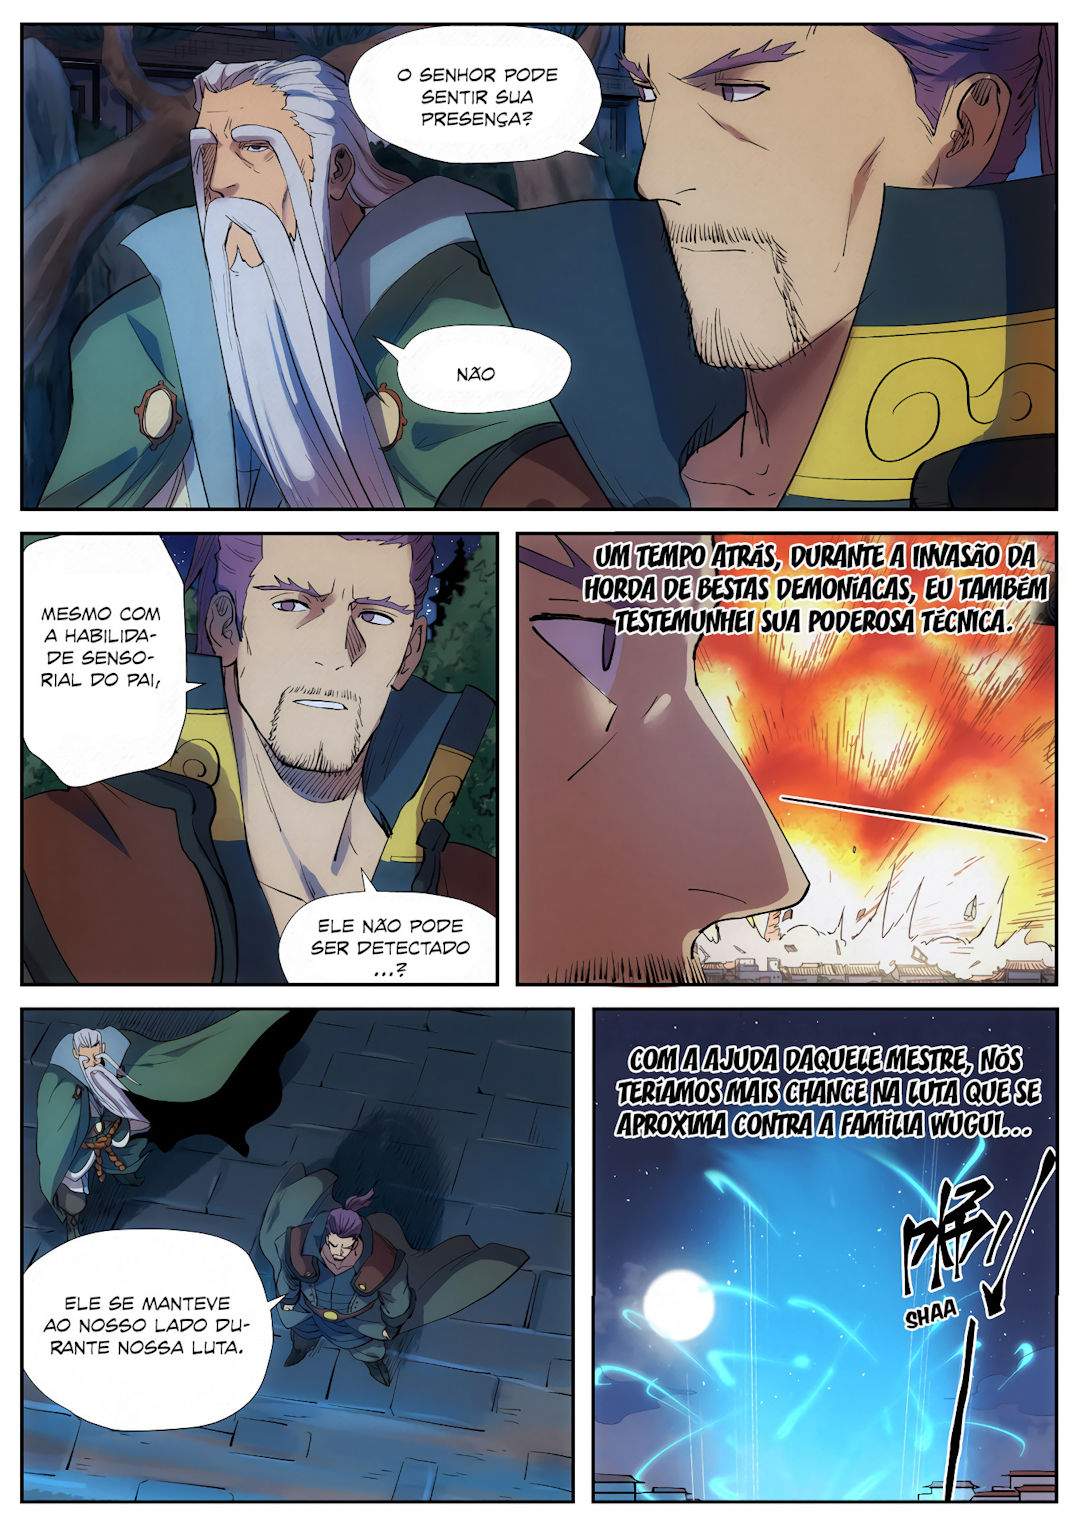 O SENHOR PODE
SENTIR SUA
PRESENÇA?
NÃO
MESMO COM
A HABILIDA-
DE SENSO-
RIAL DO PAI,
ELE NÃO PODE
SER DETECTADO
...?
UM TEMPO ATRÁS, DURANTE A INVASÃO DA
HORDA DE BESTAS DEMONÍACAS, EU TAMBÉM
TESTEMUNHEI SUA PODEROSA TÉCNICA.
ELE SE MANTEVE
AO NOSSO LADO DU-
RANTE NOSSA LUTA.
COM A AJUDA DAQUELE MESTRE, NÓS
TERÍAMOS MAIS CHANCE NA LUTA QUE SE
APROXIMA CONTRA A FAMÍLIA WUGUI...
SHAA